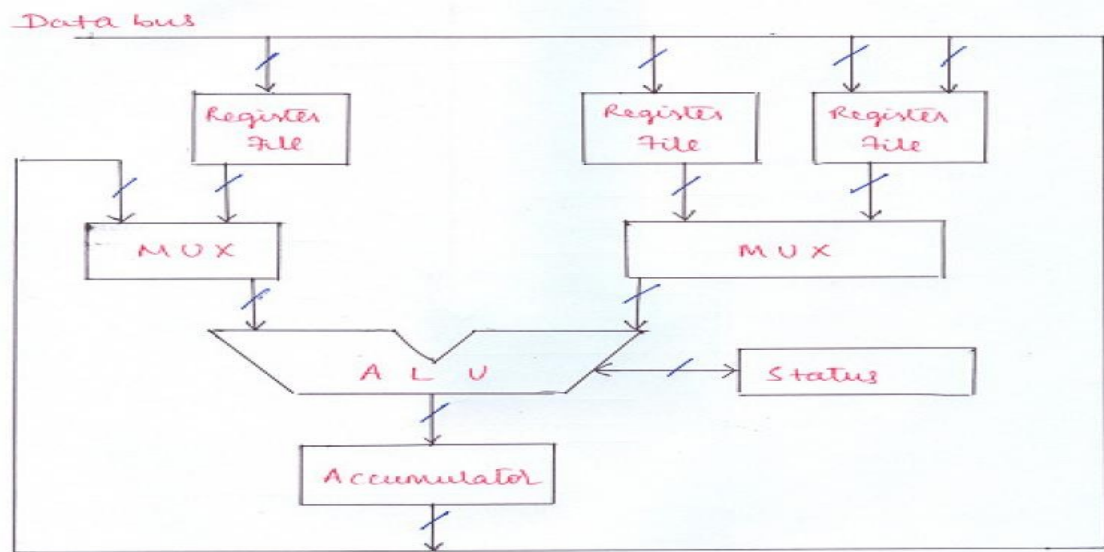 Data bus
Register
File
Register
File
Register
File
MUX
MUX
ALU
Status
Accumulator